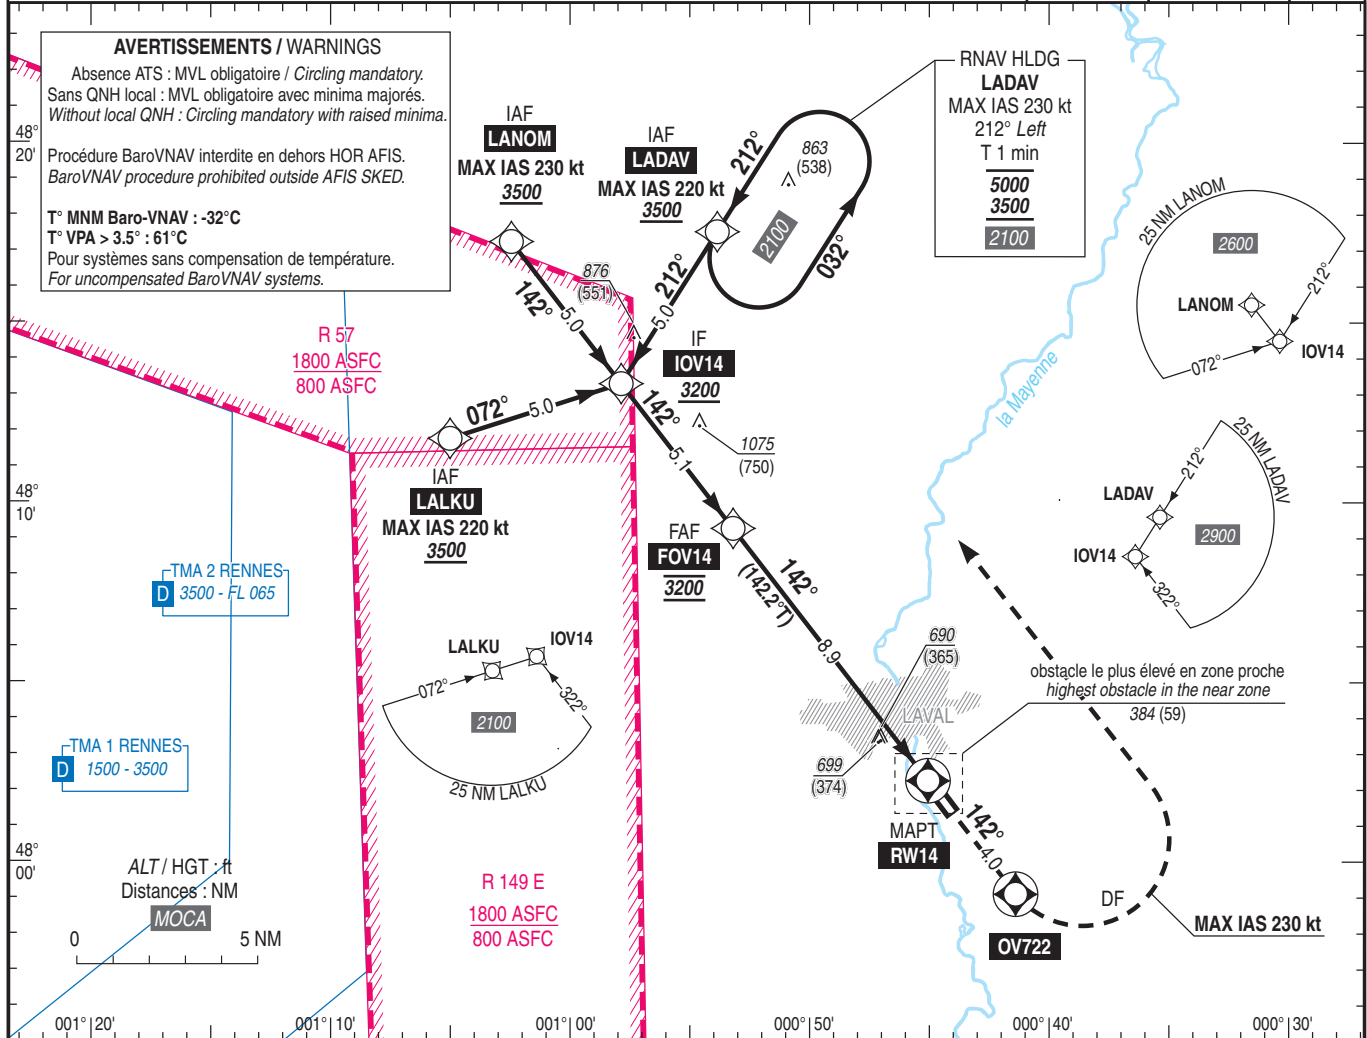 AVERTISSEMENTS / WARNINGS
Absence ATS : MVL obligatoire / Circling mandatory.
Sans QNH local : MVL obligatoire avec minima majorés.
Without local QNH : Circling mandatory with raised minima.
Procédure BaroVNAV interdite en dehors HOR AFIS.
BaroVNAV procedure prohibited outside AFIS SKED.
T° MNM Baro-VNAV : -32°C
T° VPA > 3.5° : 61°C
Pour systèmes sans compensation de température.
For uncompensated BaroVNAV systems.
48°
20'
IAF
LANOM
MAX IAS 230 kt
3500
IAF
LADAV
MAX IAS 220 kt
3500
212°
863
(538)
2100
032°
RNAV HLDG
LADAV
MAX IAS 230 kt
212° Left
T 1 min
5000
3500
2100
25 NM LANOM
2600
212°
LANOM
IOV14
072°
876
(551)
142°
5.0
212°
5.0
R 57
1800 ASFC
800 ASFC
IF
IOV14
3200
072°
5.0
142°
5.1
1075
(750)
la Mayenne
IAF
LALKU
MAX IAS 220 kt
3500
48°
10'
25 NM LADAV
212°
LADAV
2900
IOV14
322°
FAF
FOV14
3200
142°
(142.2°T)
8.9
TMA 2 RENNES
D 3500 - FL 065
LALKU
IOV14
072°
322°
2100
25 NM LALKU
690
(365)
obstacle le plus élevé en zone proche
highest obstacle in the near zone
384 (59)
LAVAL
TMA 1 RENNES
D 1500 - 3500
699
(374)
MAPT
RW14
142°
4.0
48°
00'
ALT / HGT : ft
Distances : NM
MOCA
0 5 NM
R 149 E
1800 ASFC
800 ASFC
DF
MAX IAS 230 kt
OV722
001°20'
001°10'
001°00'
000°50'
000°40'
000°30'